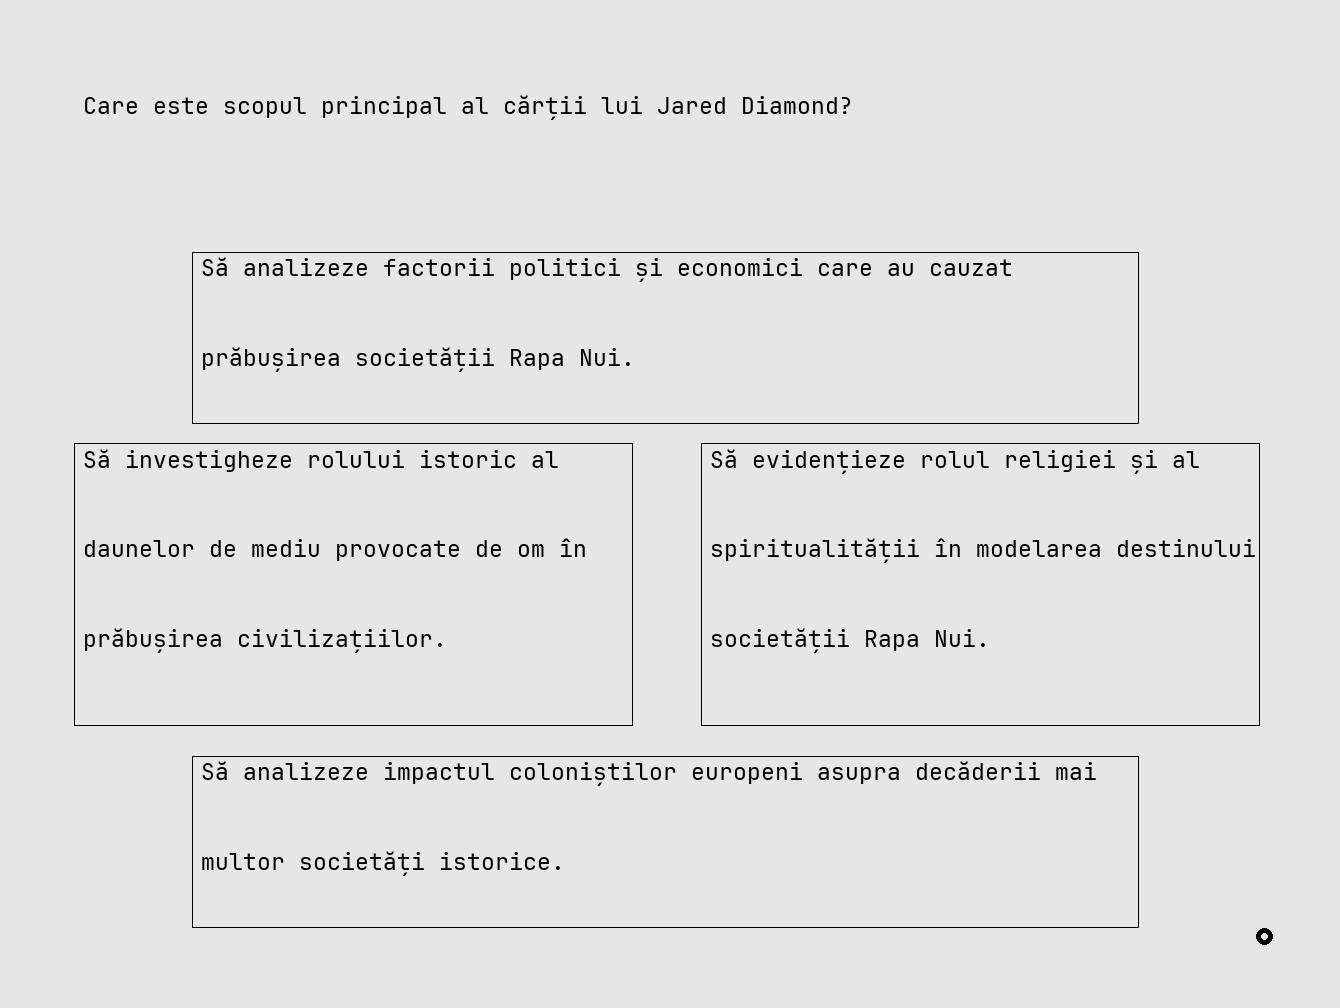 Care este scopul principal al cărții lui Jared Diamond?
Să analizeze factorii politici și economici care au cauzat
prăbușirea societății Rapa Nui.
Să investigheze rolului istoric al
daunelor de mediu provocate de om în
prăbușirea civilizațiilor.
Să evidențieze rolul religiei și al
spiritualității în modelarea destinului
societății Rapa Nui.
Să analizeze impactul coloniștilor europeni asupra decăderii mai
multor societăți istorice.